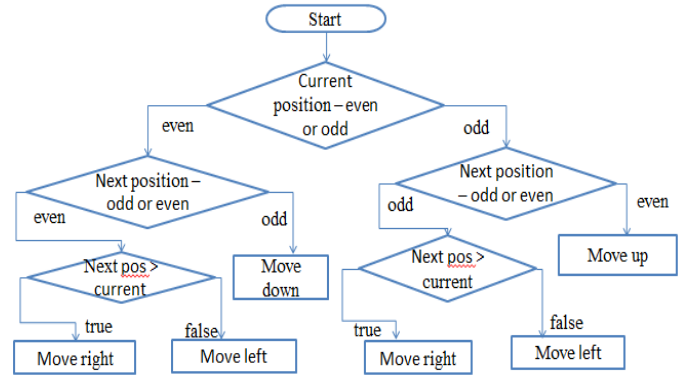 Start
Current
position – even
or odd
even
odd
Next position –
odd or even
Next position
– odd or even
even
odd
odd
even
Next pos >
current
Move
down
Next pos >
current
Move up
true
false
true
false
Move right
Move left
Move right
Move left